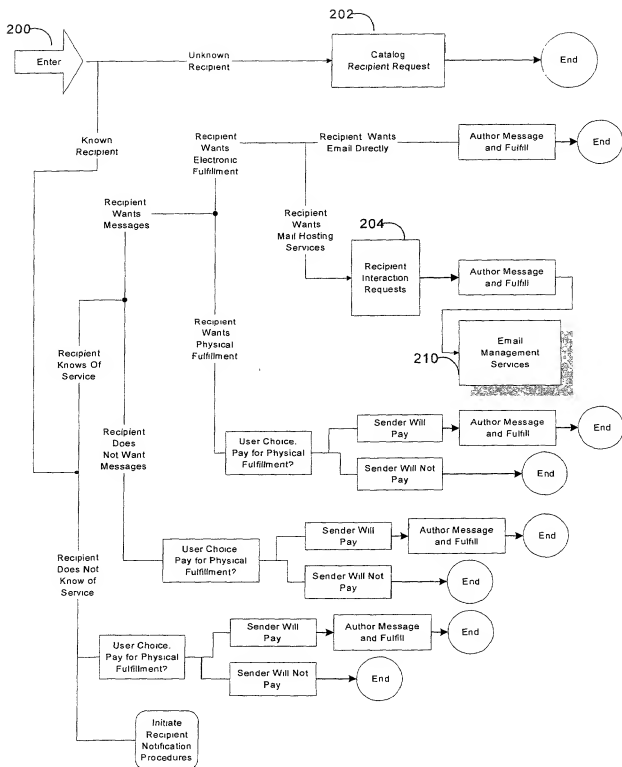 200
Enter
Unknown
Recipient
202
Catalog
Recipient Request
End
Known
Recipient
Recipient
Wants
Electronic
Fulfillment
Recipient Wants
Email Directly
Author Message
and Fulfill
End
Recipient
Wants
Messages
Recipient
Wants
Mail Hosting
Services
204
Recipient
Interaction
Requests
Author Message
and Fulfill
Recipient
Wants
Physical
Fulfillment
210
Email
Management
Services
Recipient
Knows Of
Service
Recipient
Does
Not Want
Messages
User Choice.
Pay for Physical
Fulfillment?
Sender Will
Pay
Author Message
and Fulfill
End
Sender Will Not
Pay
End
Recipient
Does Not
Know of
Service
User Choice
Pay for Physical
Fulfillment?
Sender Will
Pay
Author Message
and Fulfill
End
Sender Will Not
Pay
End
User Choice.
Pay for Physical
Fulfillment?
Sender Will
Pay
Author Message
and Fulfill
End
Sender Will Not
Pay
End
Initiate
Recipient
Notification
Procedures